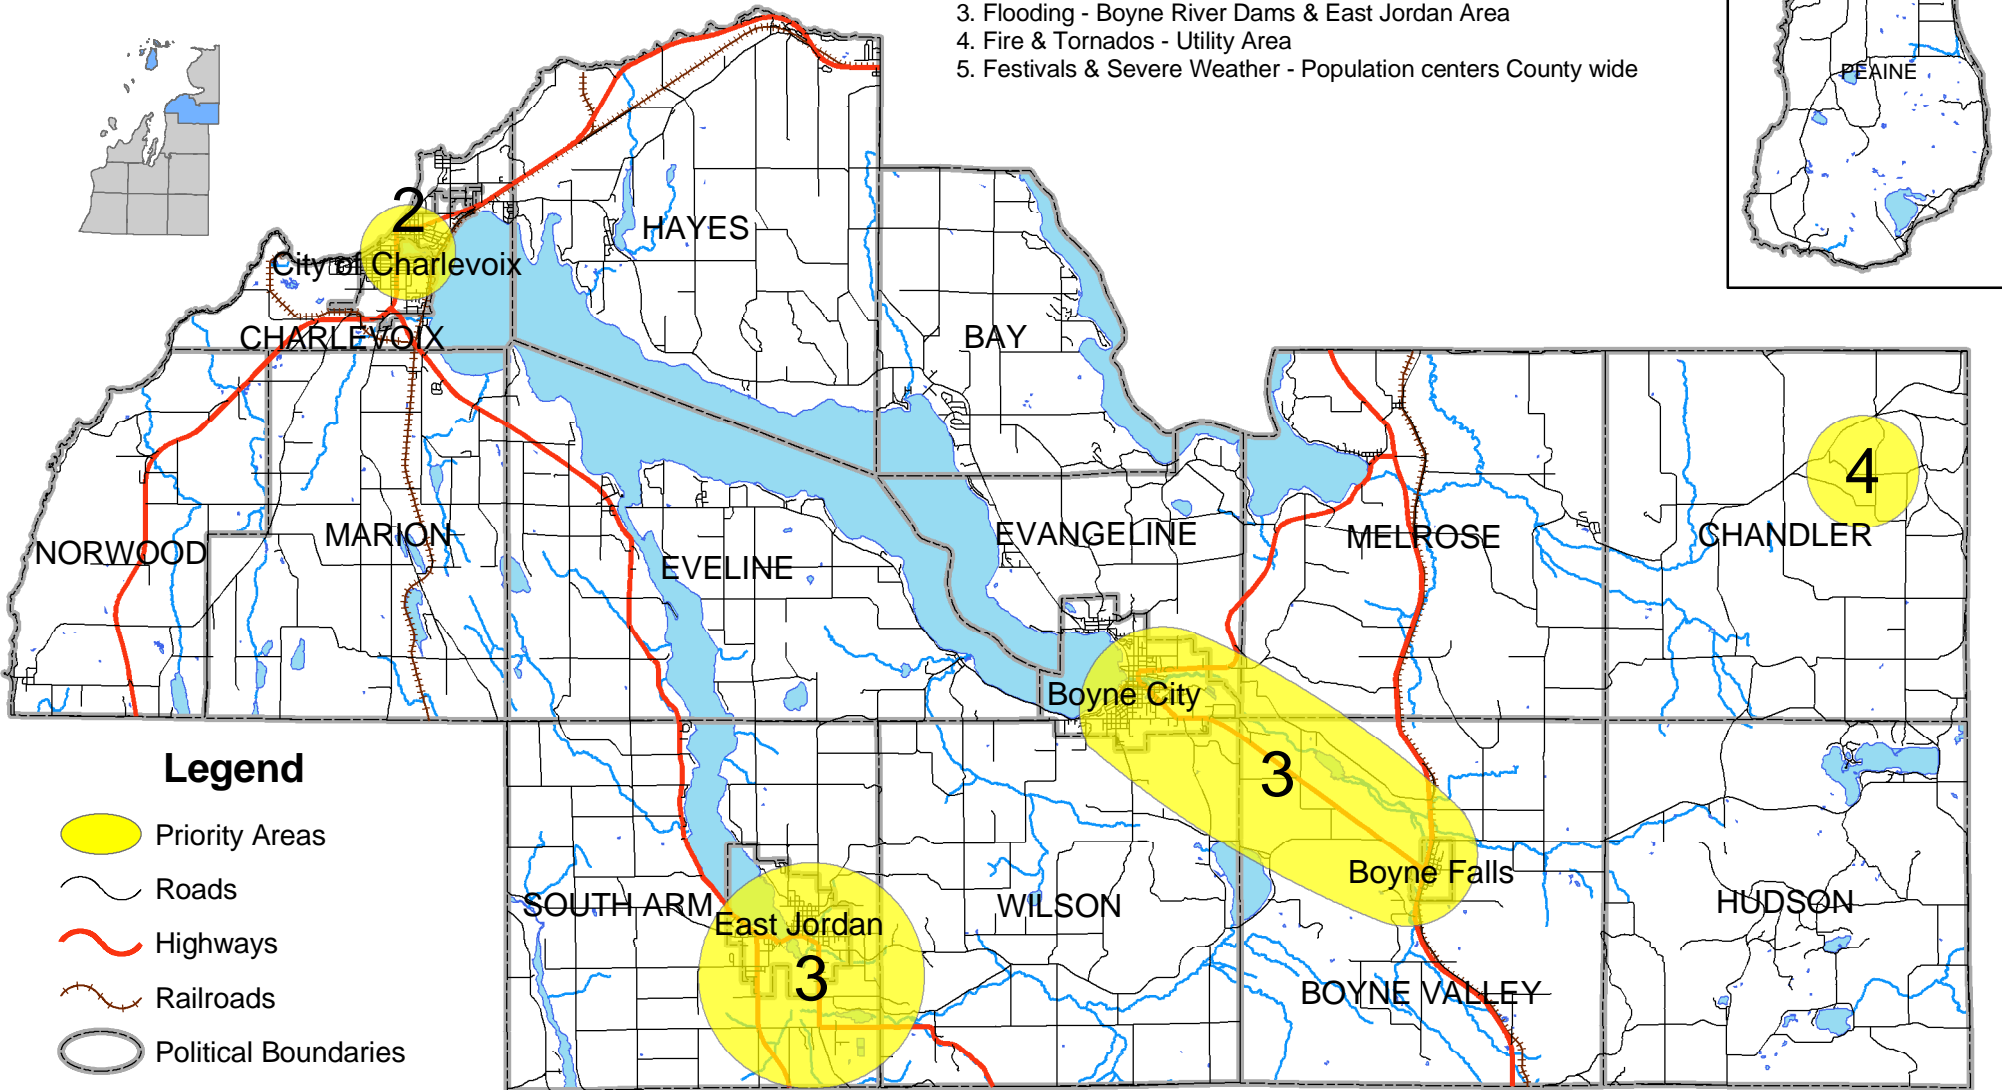 3. Flooding - Boyne River Dams & East Jordan Area
4. Fire & Tornados - Utility Area
5. Festivals & Severe Weather - Population centers County wide
PEAINE
2
HAYES
City of Charlevoix
CHARLEVOIX
BAY
4
NORWOOD
MARION
EVELINE
EVANGELINE
MELROSE
CHANDLER
Boyne City
3
Boyne Falls
SOUTH ARM
East Jordan
3
WILSON
HUDSON
BOYNE VALLEY
Legend
Priority Areas
Roads
Highways
Railroads
Political Boundaries